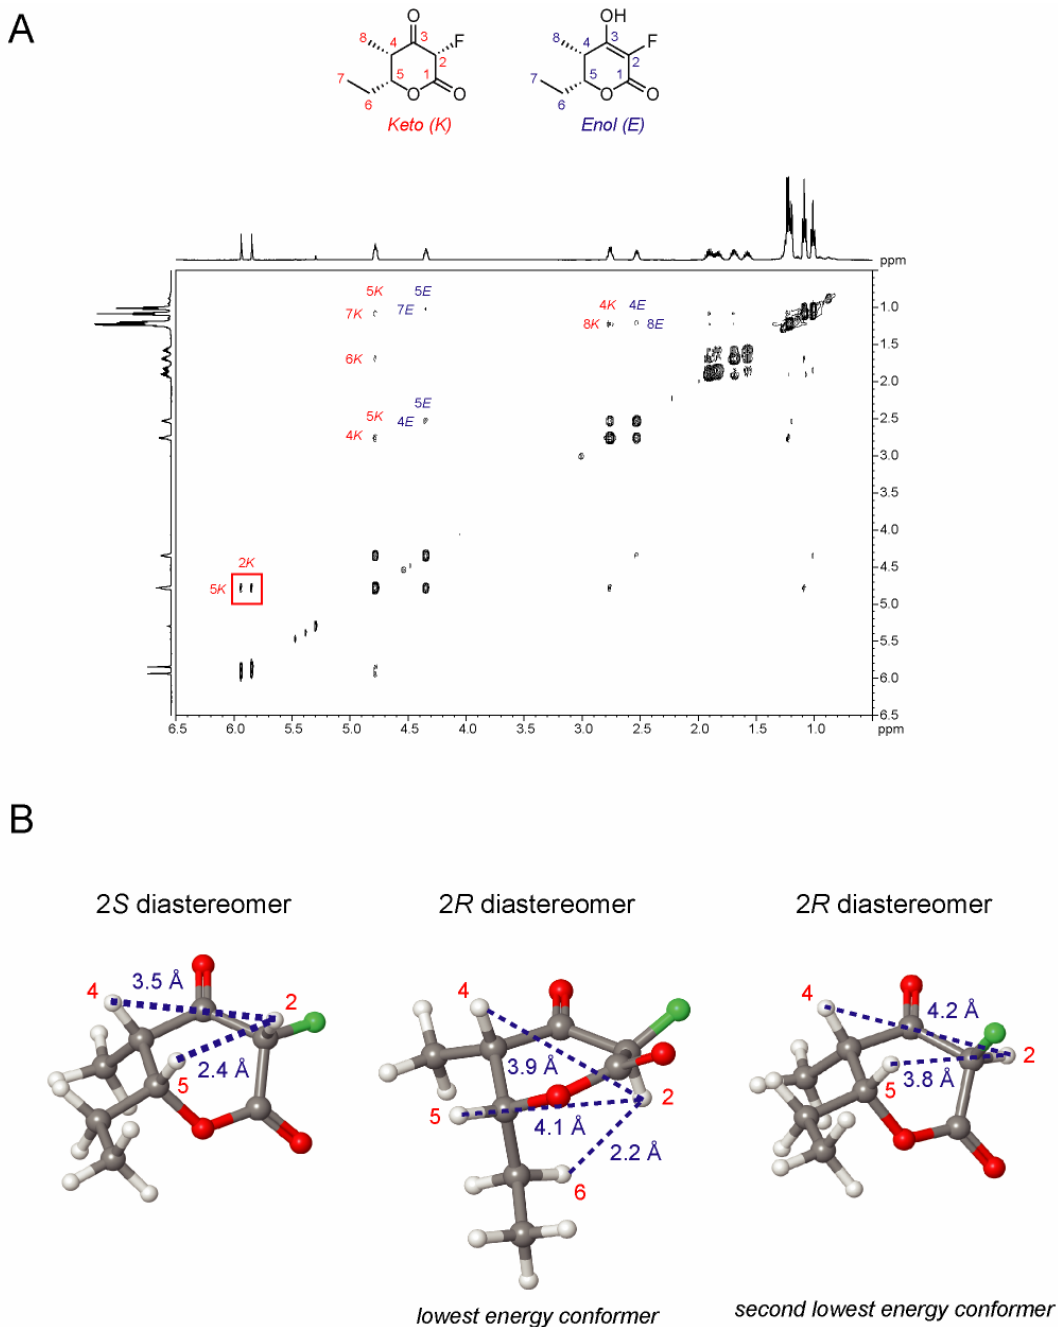 A
O
8
4
3
F
2
5
1
7
O
O
6
Keto (K)
OH
8
4
3
F
2
5
1
7
O
O
6
Enol (E)
ppm
5K
5E
4K
4E
7K
7E
8K
8E
6K
5K
5E
4K
4E
2K
5K
1.0
1.5
2.0
2.5
3.0
3.5
4.0
4.5
5.0
5.5
6.0
6.5
6.5 6.0 5.5 5.0 4.5 4.0 3.5 3.0 2.5 2.0 1.5 1.0 ppm
B
2S diastereomer
2R diastereomer
2R diastereomer
4
3.5 Å
2
2.4 Å
5
4
3.9 Å
5
4.1 Å
2
2.2 Å
6
4
4.2 Å
2
3.8 Å
5
lowest energy conformer
second lowest energy conformer